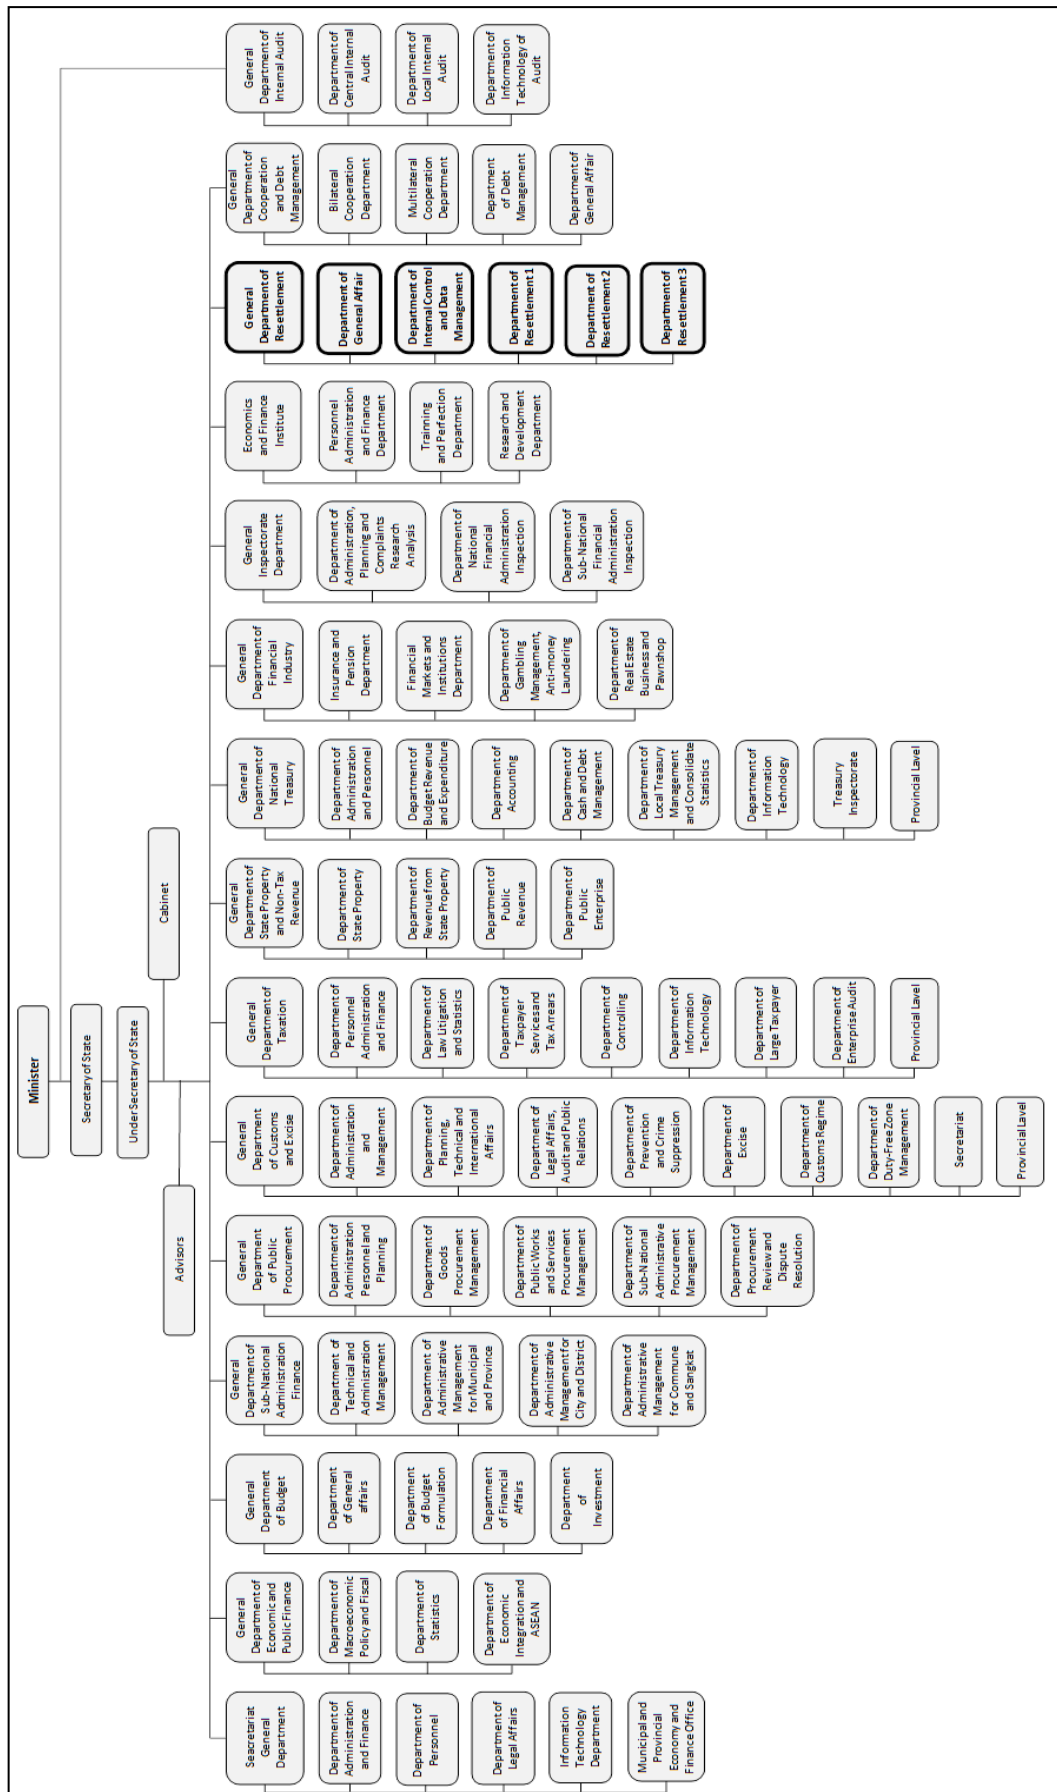 Minister
Secretary of State
Under Secretary of State
Advisors
Cabinet
Seacretariat
General
Department
Department of
Administration
and Finance
Department of
Personnel
Department of
Legal Affairs
Information
Technology
Department
Municipal and
Provincial
Economy and
Finance Office
General
Department of
Economic and
Public Finance
Department of
Macroeconomic
Policy and Fiscal
Department of
Statistics
Department of
Economic
Integration and
ASEAN
General
Department
of Budget
Department
of General
affairs
Department
of Budget
Formulation
Department
of Financial
Affairs
Department
of
Investment
General
Department of
Sub-National
Administration
Finance
Department of
Technical and
Administration
Management
Department of
Administrative
Management
for Municipal
and Province
Department of
Administrative
Management for
City and District
Department of
Administrative
Management
for Commune
and Sangkat
General
Department
of Public
Procurement
Department of
Administration
Personnel and
Planning
Department of
Goods
Procurement
Management
Department of
Public Works
and Services
Procurement
Management
Department of
Sub-National
Administrative
Procurement
Management
Department of
Procurement
Review and
Dispute
Resolution
General
Department
of Customs
and Excise
Department of
Administration
and
Management
Department of
Planning,
Technical and
International
Affairs
Department of
Legal Affairs,
Audit and Public
Relations
Department of
Prevention
and Crime
Suppression
Department of
Excise
Department of
Customs Regime
Department of
Duty-Free Zone
Management
Secretariat
Provincial Level
General
Department of
Taxation
Department of
Personnel
Administration
and Finance
Department of
Law Litigation
and Statistics
Department of
Taxpayer
Services and
Tax Arrears
Department of
Controlling
Department of
Information
Technology
Department of
Large Taxpayer
Department of
Enterprise Audit
Provincial Level
General
Department of
State Property
and Non-Tax
Revenue
Department of
State Property
Department of
Revenue from
State Property
Department of
Public
Revenue
Department of
Public
Enterprise
General
Department of
National
Treasury
Department of
Administration
and Personnel
Department of
Budget Revenue
and Expenditure
Department of
Accounting
Department of
Cash and Debt
Management
Department of
Local Treasury
Management
and Consolidate
Statistics
Department of
Information
Technology
Treasury
Inspectorate
Provincial Level
General
Department of
Financial
Industry
Insurance and
Pension
Department
Financial
Markets and
Institutions
Department
Department of
Gambling
Management,
Anti-money
Laundering
Department of
Real Estate
Business and
Pawnshop
General
Inspectorate
Department
Department of
Administration,
Planning and
Complaints
Research
Analysis
Department of
National
Financial
Administration
Inspection
Department of
Sub-National
Financial
Administration
Inspection
Economics
and Finance
Institute
Personnel
Administration
and Finance
Department
Trainning
and Perfection
Department
Research and
Development
Department
General
Department of
Resettlement
Department of
General Affair
Department of
Internal Control
and Data
Management
Department of
Resettlement 1
Department of
Resettlement 2
Department of
Resettlement 3
General
Department of
Cooperation
and Debt
Management
Bilateral
Cooperation
Department
Multilateral
Cooperation
Department
Department
of Debt
Management
Department of
General Affair
General
Department of
Internal Audit
Department of
Central Internal
Audit
Department of
Local Internal
Audit
Department of
Information
Technology of
Audit